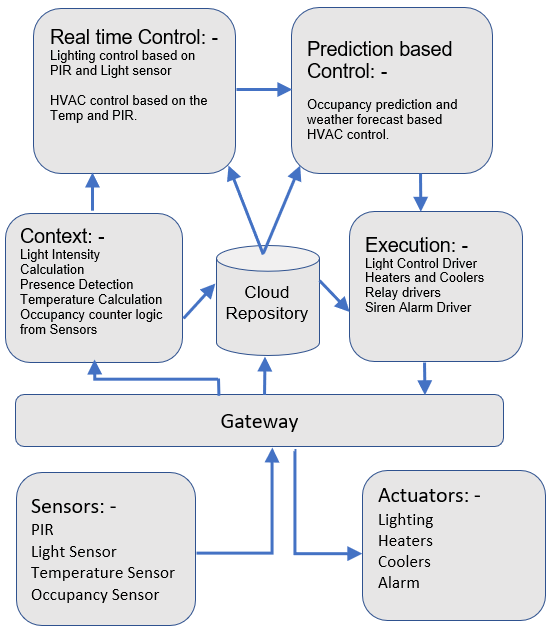 Real time Control: -
Lighting control based on
PIR and Light sensor
HVAC control based on the
Temp and PIR.
Prediction based
Control: -
Occupancy prediction and
weather forecast based
HVAC control.
Context: -
Light Intensity
Calculation
Presence Detection
Temperature Calculation
Occupancy counter logic
from Sensors
Cloud
Repository
Execution: -
Light Control Driver
Heaters and Coolers
Relay drivers
Siren Alarm Driver
Gateway
Sensors: -
PIR
Light Sensor
Temperature Sensor
Occupancy Sensor
Actuators: -
Lighting
Heaters
Coolers
Alarm